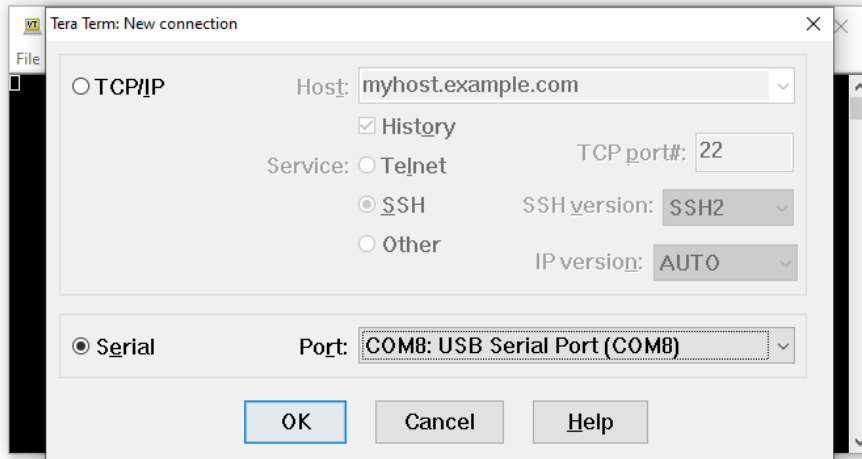 VT
Tera Term: New connection
File
TCP/IP
Host: myhost.example.com
History
Service: Telnet
TCP port#: 22
SSH
SSH version: SSH2
Other
IP version: AUTO
Serial
Port: COM8: USB Serial Port (COM8)
OK Cancel Help